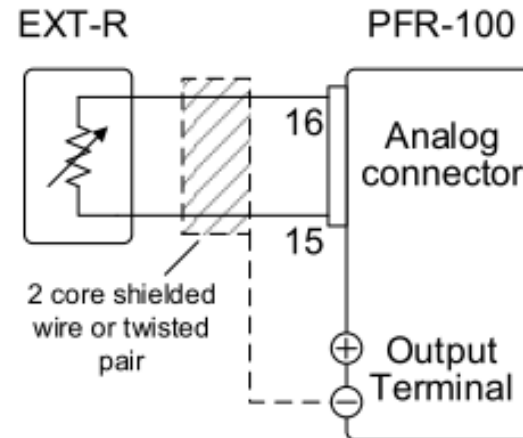 EXT-R
PFR-100
16
Analog
connector
15
2 core shielded
wire or twisted
pair
+
Output
Terminal
−